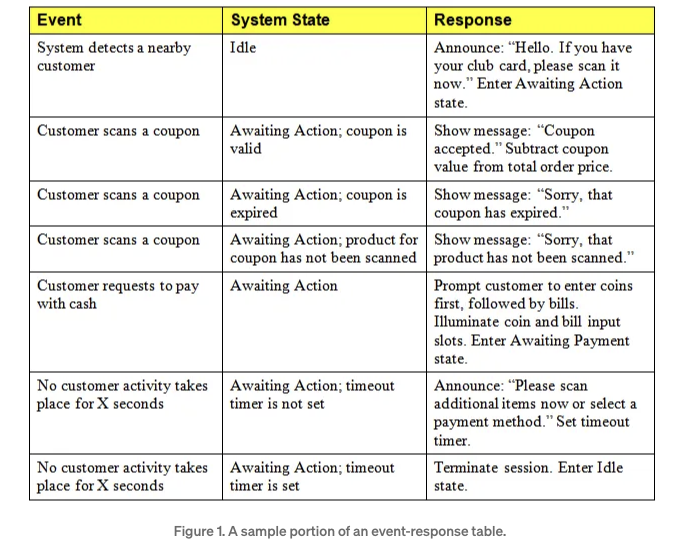 Event System State Response
System detects a nearby
customer
Idle
Announce: “Hello. If you have
your club card, please scan it
now.” Enter Awaiting Action
state.
Customer scans a coupon
Awaiting Action; coupon is
valid
Show message: “Coupon
accepted.” Subtract coupon
value from total order price.
Customer scans a coupon
Awaiting Action; coupon is
expired
Show message: “Sorry, that
coupon has expired.”
Customer scans a coupon
Awaiting Action; product for
coupon has not been scanned
Show message: “Sorry, that
product has not been scanned.”
Customer requests to pay
with cash
Awaiting Action
Prompt customer to enter coins
first, followed by bills.
Illuminate coin and bill input
slots. Enter Awaiting Payment
state.
No customer activity takes
place for X seconds
Awaiting Action; timeout
timer is not set
Announce: “Please scan
additional items now or select a
payment method.” Set timeout
timer.
No customer activity takes
place for X seconds
Awaiting Action; timeout
timer is set
Terminate session. Enter Idle
state.
Figure 1. A sample portion of an event-response table.